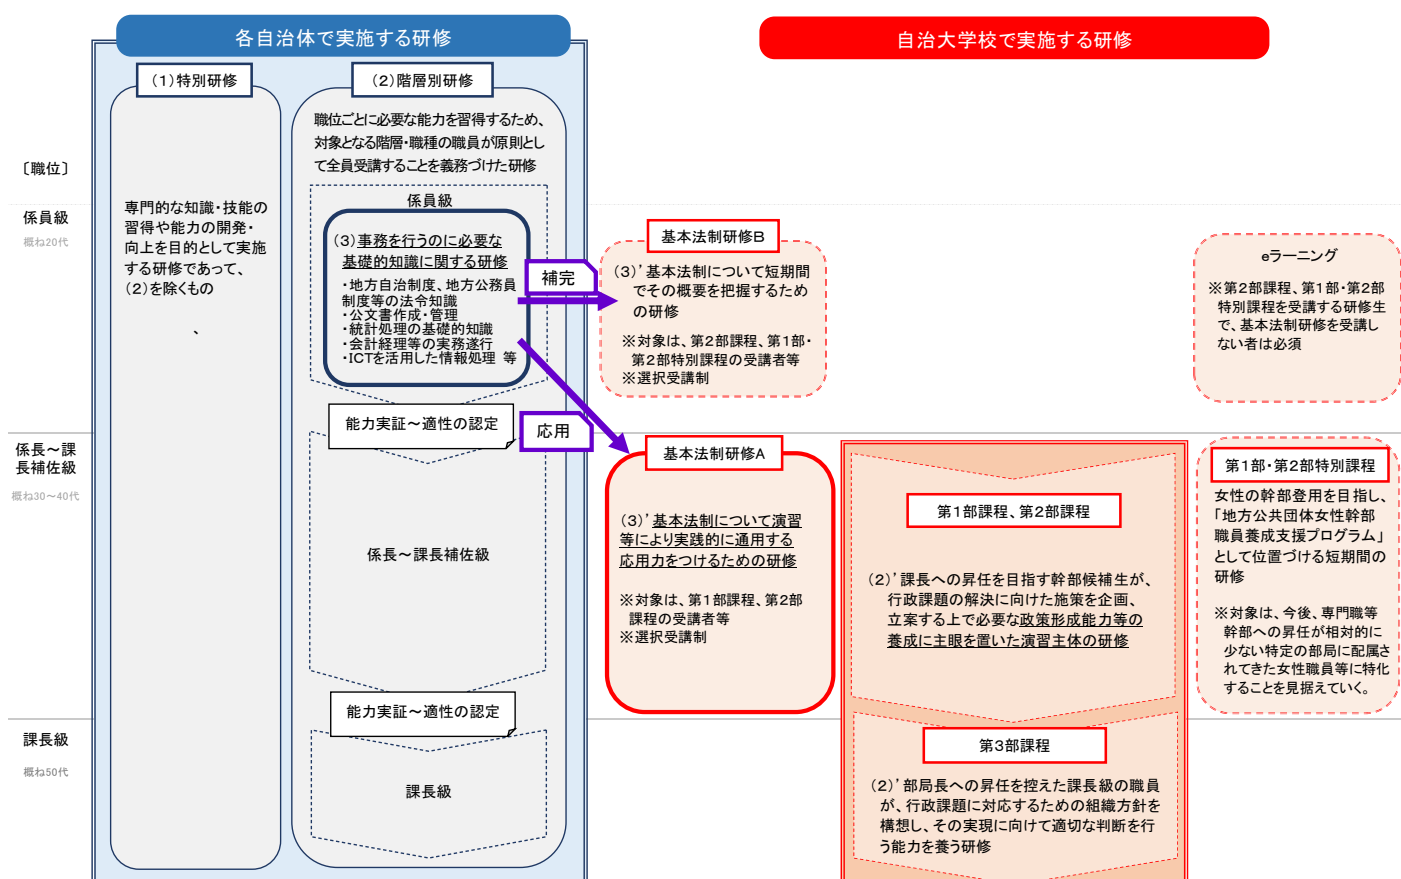 各自治体で実施する研修
自治大学校で実施する研修
(1)特別研修
(2)階層別研修
職位ごとに必要な能力を習得するため、
対象となる階層・職種の職員が原則とし
て全員受講することを義務づけた研修
〔職位〕
係員級
概ね20代
専門的な知識・技能の
習得や能力の開発・
向上を目的として実施
する研修であって、
(2)を除くもの
、
係員級
(3)事務を行うのに必要な
基礎的知識に関する研修
・地方自治制度、地方公務員
制度等の法令知識
・公文書作成・管理
・統計処理の基礎的知識
・会計経理等の実務遂行
・ICTを活用した情報処理 等
補完
基本法制研修B
(3)’基本法制について短期間
でその概要を把握するため
の研修
※対象は、第2部課程、第1部・
第2部特別課程の受講者等
※選択受講制
eラーニング
※第2部課程、第1部・第2部
特別課程を受講する研修生
で、基本法制研修を受講し
ない者は必須
能力実証~適性の認定
応用
係長~課
長補佐級
概ね30~40代
係長~課長補佐級
基本法制研修A
(3)’基本法制について演習
等により実践的に通用する
応用力をつけるための研修
※対象は、第1部課程、第2部
課程の受講者等
※選択受講制
第1部課程、第2部課程
(2)’課長への昇任を目指す幹部候補生が、
行政課題の解決に向けた施策を企画、
立案する上で必要な政策形成能力等の
養成に主眼を置いた演習主体の研修
第1部・第2部特別課程
女性の幹部登用を目指し、
「地方公共団体女性幹部
職員養成支援プログラム」
として位置づける短期間の
研修
※対象は、今後、専門職等
幹部への昇任が相対的に
少ない特定の部局に配属さ
れてきた女性職員等に特化
することを見据えていく。
能力実証~適性の認定
課長級
概ね50代
課長級
第3部課程
(2)’部局長への昇任を控えた課長級の職員
が、行政課題に対応するための組織方針を
構想し、その実現に向けて適切な判断を行
う能力を養う研修